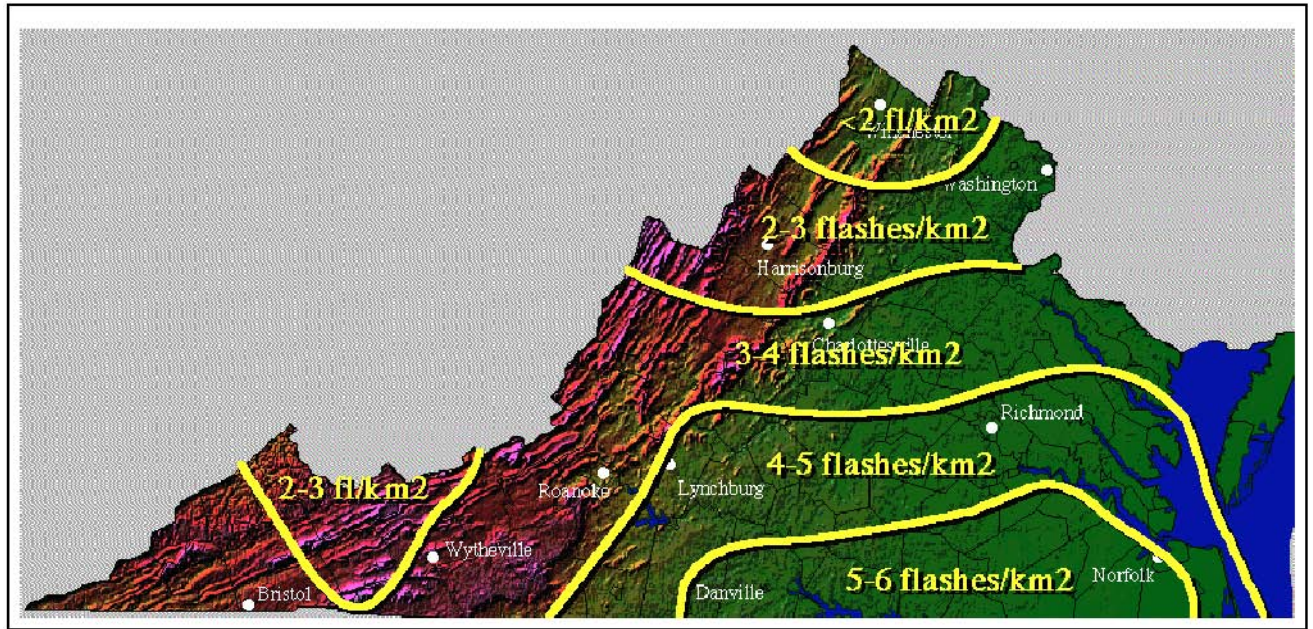 <2 fl/km2
Winchester
Washington
2-3 flashes/km2
Harrisonburg
Charlottesville
3-4 flashes/km2
Richmond
4-5 flashes/km2
Roanoke
Lynchburg
2-3 fl/km2
Wytheville
5-6 flashes/km2
Norfolk
Bristol
Danville